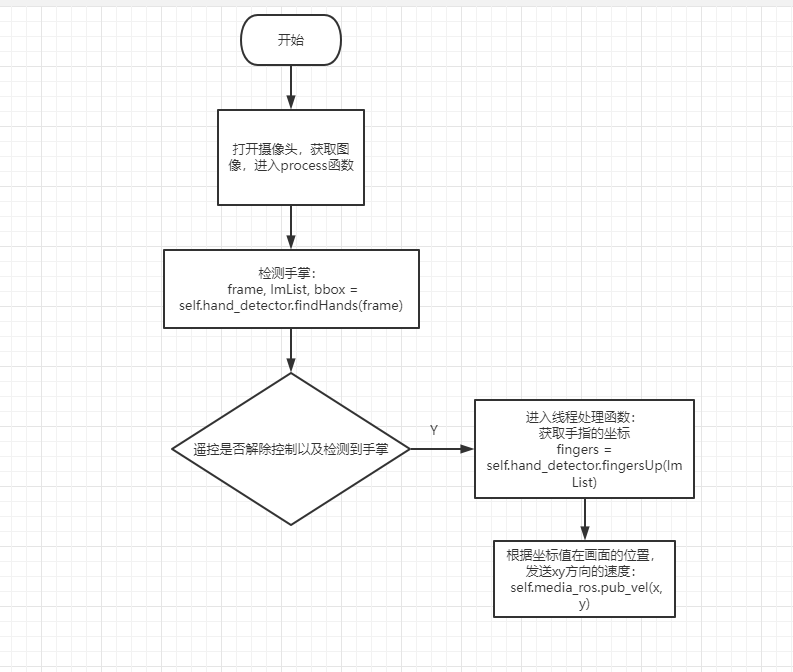 开始
打开摄像头，获取图
像，进入process函数
检测手掌：
frame, lmList, bbox =
self.hand_detector.findHands(frame)
遥控是否解除控制以及检测到手掌
Y
进入线程处理函数：
获取手指的坐标
fingers =
self.hand_detector.fingersUp(lm
List)
根据坐标值在画面的位置，
发送xy方向的速度：
self.media_ros.pub_vel(x,
y)